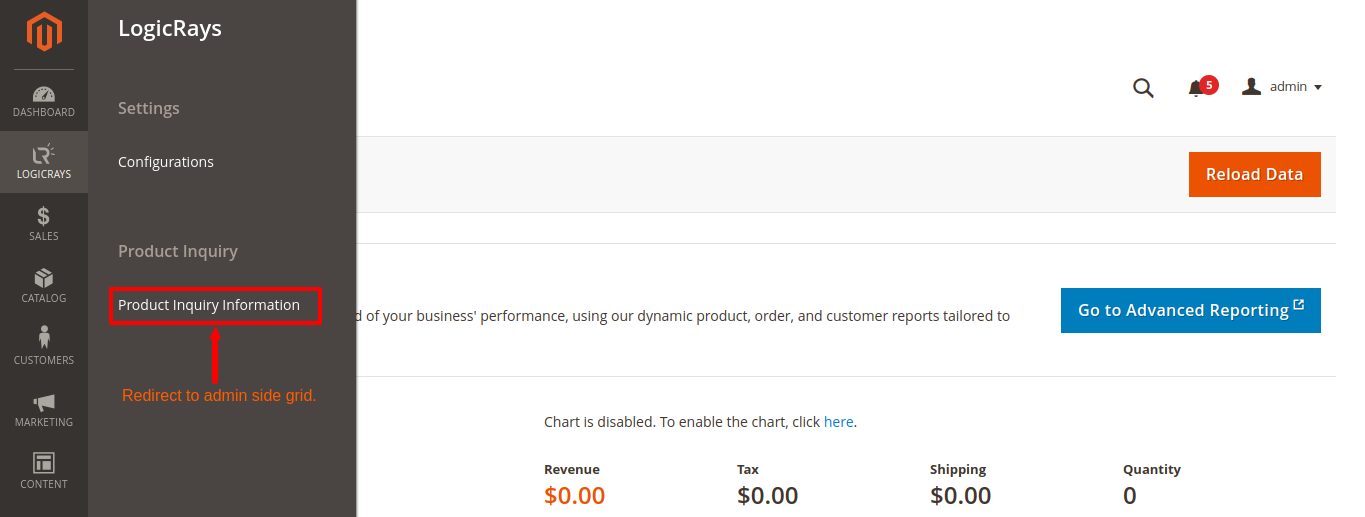 LogicRays
Settings
Configurations
Product Inquiry
Product Inquiry Information
Redirect to admin side grid.
DASHBOARD
LR
LOGICRAYS
$
SALES
CATALOG
CUSTOMERS
MARKETING
CONTENT
5
admin
Reload Data
d of your business' performance, using our dynamic product, order, and customer reports tailored to
Go to Advanced Reporting
Chart is disabled. To enable the chart, click here.
Revenue Tax Shipping Quantity
$0.00 $0.00 $0.00 0